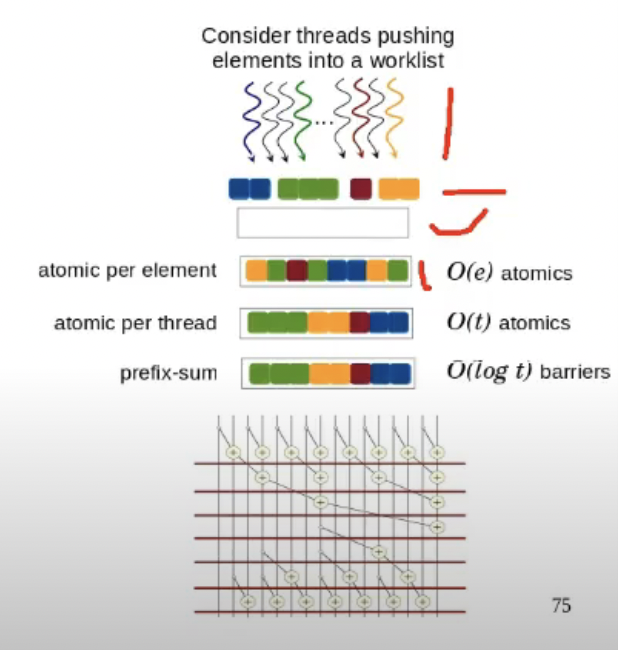 Consider threads pushing
elements into a worklist
...
atomic per element O(e) atomics
atomic per thread O(t) atomics
prefix-sum O(log t) barriers
+ + + + + + + +
+ + + +
+ +
+
+
+ + +
+ + + + + + +
75